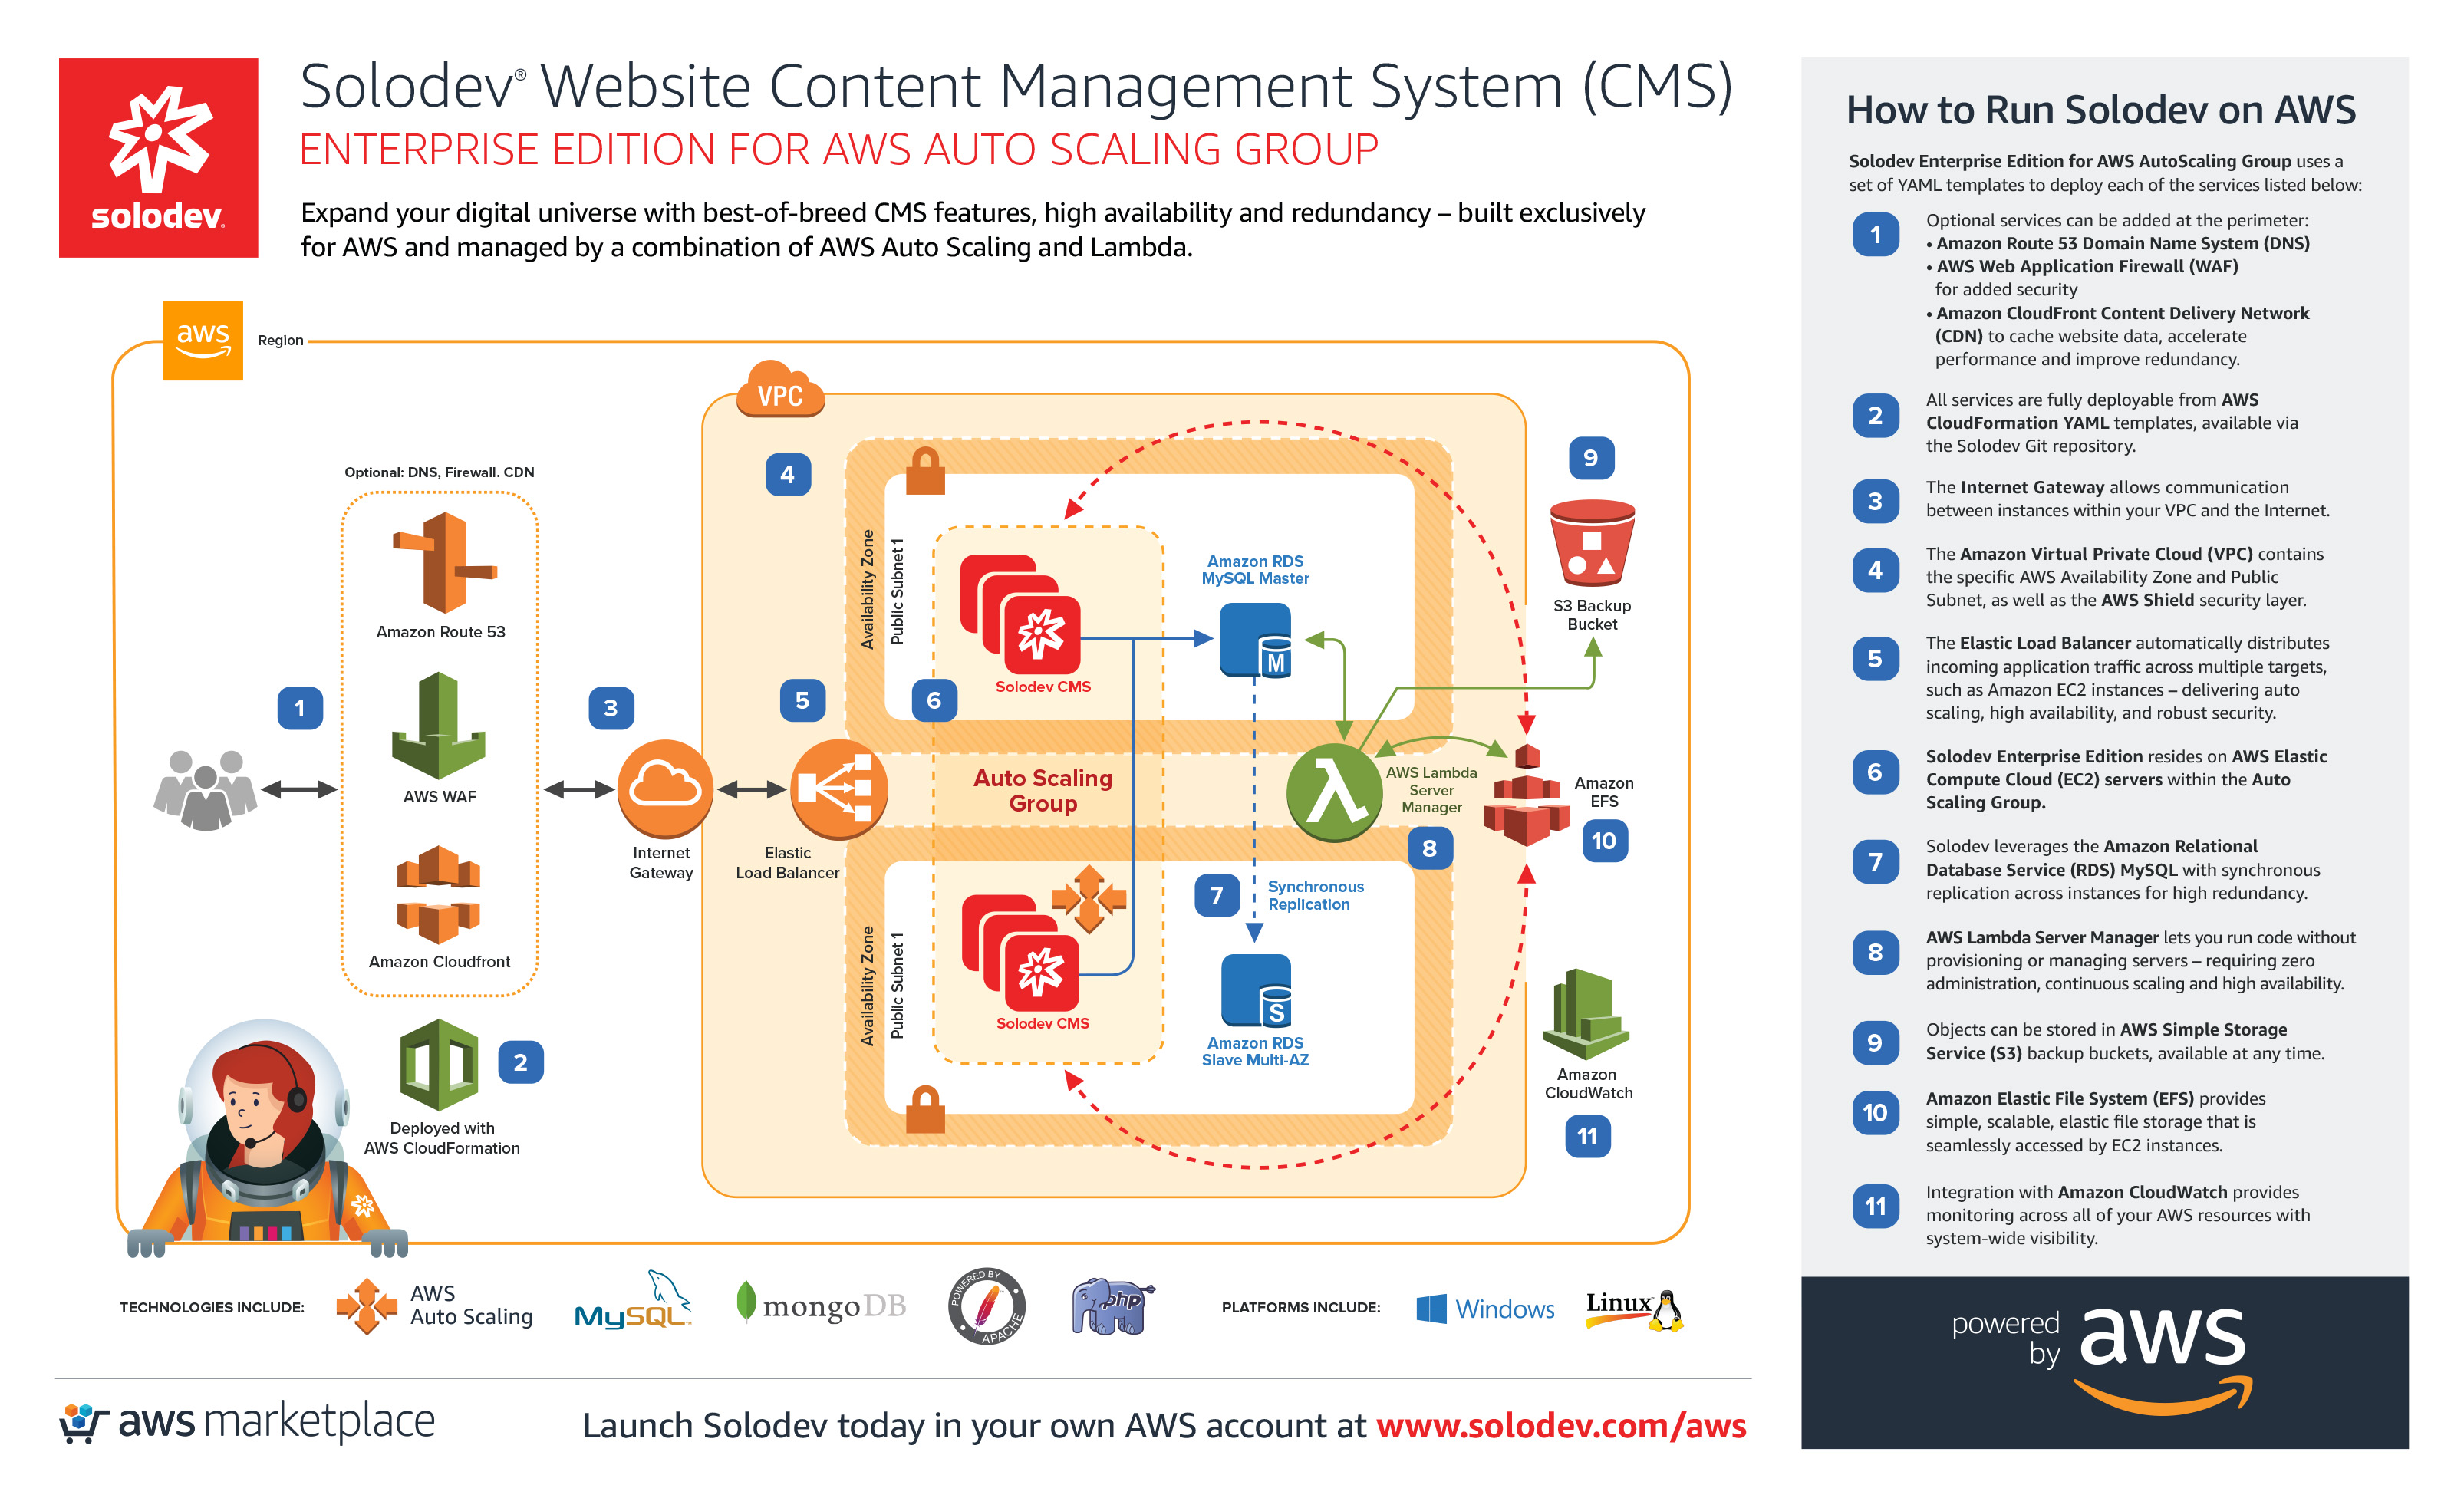 solodev
Solodev® Website Content Management System (CMS)
ENTERPRISE EDITION FOR AWS AUTO SCALING GROUP
Expand your digital universe with best-of-breed CMS features, high availability and redundancy – built exclusively
for AWS and managed by a combination of AWS Auto Scaling and Lambda.
aws
Region
VPC
Optional: DNS, Firewall. CDN
Amazon Route 53
AWS WAF
Amazon Cloudfront
1
2
Deployed with
AWS CloudFormation
3
Internet
Gateway
4
5
Elastic
Load Balancer
Availability Zone
Public Subnet 1
Solodev CMS
6
Amazon RDS
MySQL Master
M
Auto Scaling
Group
Availability Zone
Public Subnet 1
Solodev CMS
7
Synchronous
Replication
S
Amazon RDS
Slave Multi-AZ
AWS Lambda
Server
Manager
8
9
S3 Backup
Bucket
Amazon
EFS
10
Amazon
CloudWatch
11
TECHNOLOGIES INCLUDE:
AWS
Auto Scaling
MySQL™
mongoDB
POWERED BY
APACHE
php
PLATFORMS INCLUDE:
Windows
Linux
aws marketplace
Launch Solodev today in your own AWS account at www.solodev.com/aws
How to Run Solodev on AWS
Solodev Enterprise Edition for AWS AutoScaling Group uses a
set of YAML templates to deploy each of the services listed below:
1
Optional services can be added at the perimeter:
• Amazon Route 53 Domain Name System (DNS)
• AWS Web Application Firewall (WAF)
for added security
• Amazon CloudFront Content Delivery Network
(CDN) to cache website data, accelerate
performance and improve redundancy.
2
All services are fully deployable from AWS
CloudFormation YAML templates, available via
the Solodev Git repository.
3
The Internet Gateway allows communication
between instances within your VPC and the Internet.
4
The Amazon Virtual Private Cloud (VPC) contains
the specific AWS Availability Zone and Public
Subnet, as well as the AWS Shield security layer.
5
The Elastic Load Balancer automatically distributes
incoming application traffic across multiple targets,
such as Amazon EC2 instances – delivering auto
scaling, high availability, and robust security.
6
Solodev Enterprise Edition resides on AWS Elastic
Compute Cloud (EC2) servers within the Auto
Scaling Group.
7
Solodev leverages the Amazon Relational
Database Service (RDS) MySQL with synchronous
replication across instances for high redundancy.
8
AWS Lambda Server Manager lets you run code without
provisioning or managing servers – requiring zero
administration, continuous scaling and high availability.
9
Objects can be stored in AWS Simple Storage
Service (S3) backup buckets, available at any time.
10
Amazon Elastic File System (EFS) provides
simple, scalable, elastic file storage that is
seamlessly accessed by EC2 instances.
11
Integration with Amazon CloudWatch provides
monitoring across all of your AWS resources with
system-wide visibility.
powered
by
aws